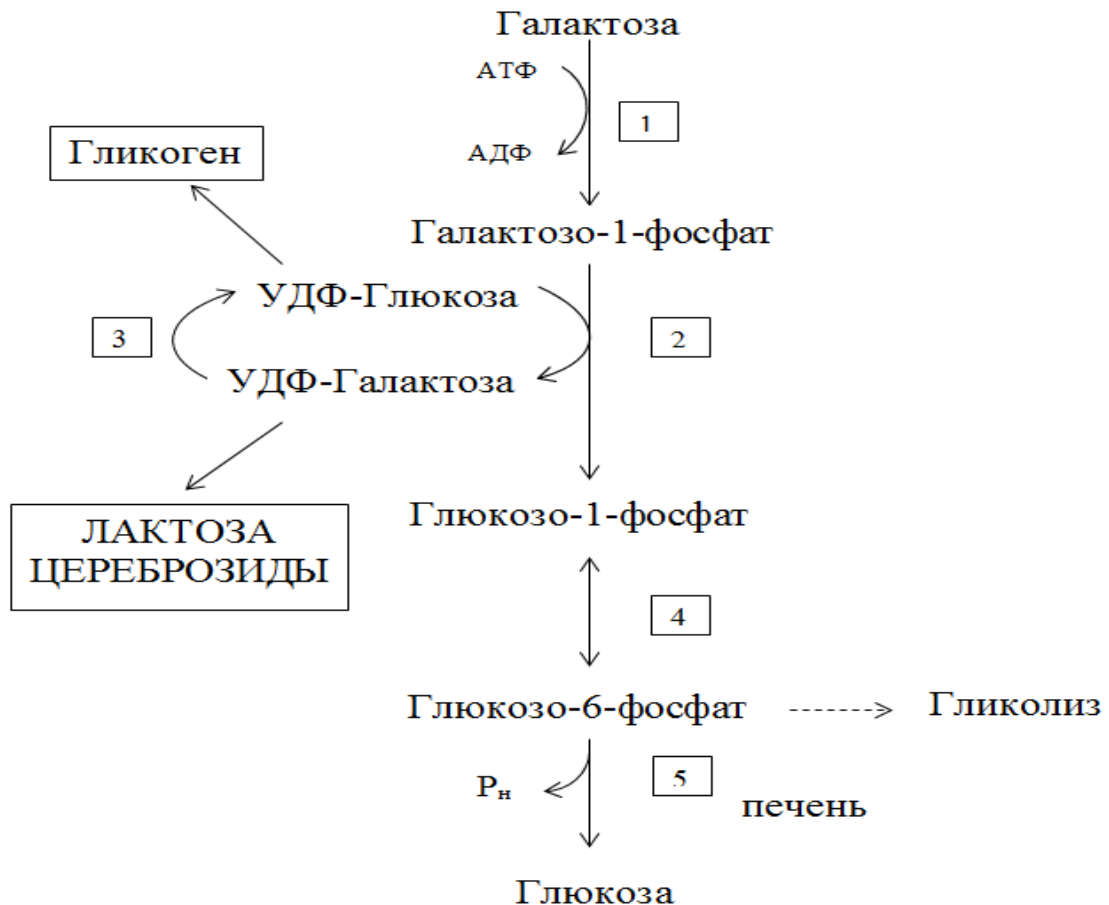 Галактоза
АТФ
1
АДФ
Гликоген
Галактозо-1-фосфат
УДФ-Глюкоза
3
2
УДФ-Галактоза
ЛАКТОЗА
ЦЕРЕБРОЗИДЫ
Глюкозо-1-фосфат
4
Глюкозо-6-фосфат
Гликолиз
Рн
5
печень
Глюкоза